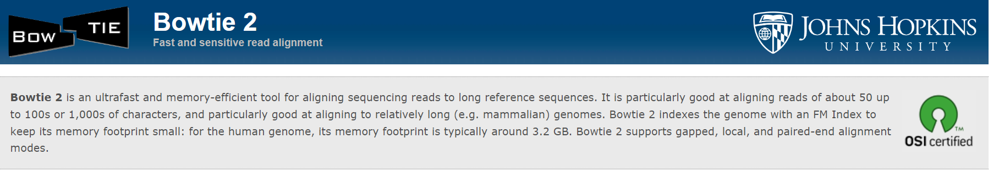 BOW TIE
Bowtie 2
Fast and sensitive read alignment
JOHNS HOPKINS
UNIVERSITY
Bowtie 2 is an ultrafast and memory-efficient tool for aligning sequencing reads to long reference sequences. It is particularly good at aligning reads of about 50 up
to 100s or 1,000s of characters, and particularly good at aligning to relatively long (e.g. mammalian) genomes. Bowtie 2 indexes the genome with an FM Index to
keep its memory footprint small: for the human genome, its memory footprint is typically around 3.2 GB. Bowtie 2 supports gapped, local, and paired-end alignment
modes.
TM
OSI certified